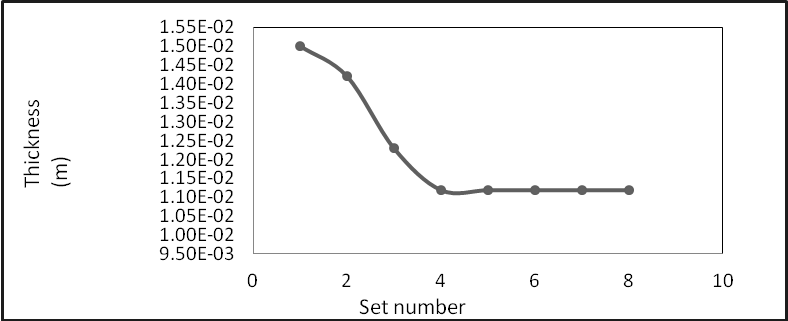 1.55E-02
1.50E-02
1.45E-02
1.40E-02
1.35E-02
1.30E-02
1.25E-02
1.20E-02
1.15E-02
1.10E-02
1.05E-02
1.00E-02
9.50E-03
Thickness
(m)
0 2 4 6 8 10
Set number